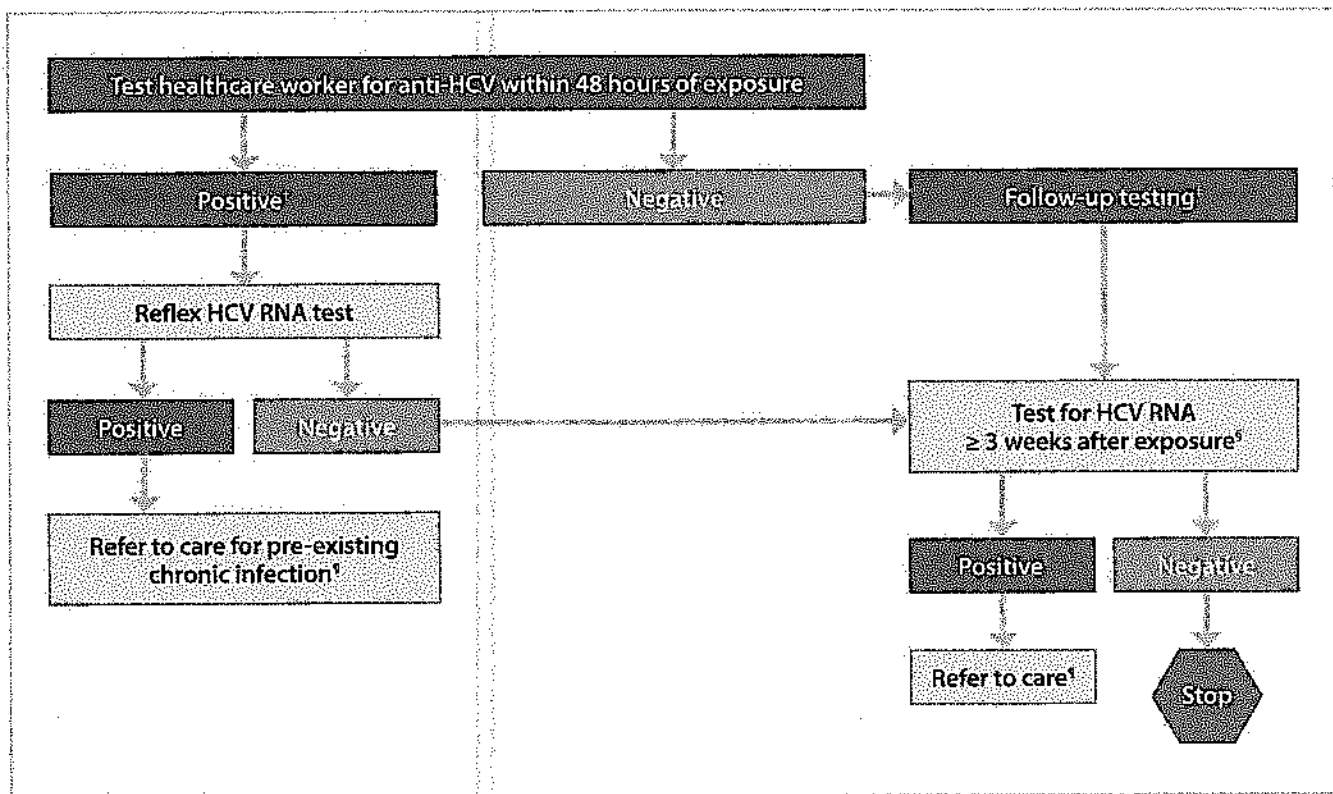 Test healthcare worker for anti-HCV within 48 hours of exposure
Positive†
Negative
Follow-up testing‡
Reflex HCV RNA test
Positive
Negative
Test for HCV RNA
≥ 3 weeks after exposure§
Refer to care for pre-existing
chronic infection¶
Positive
Negative
Refer to care¶
Stop